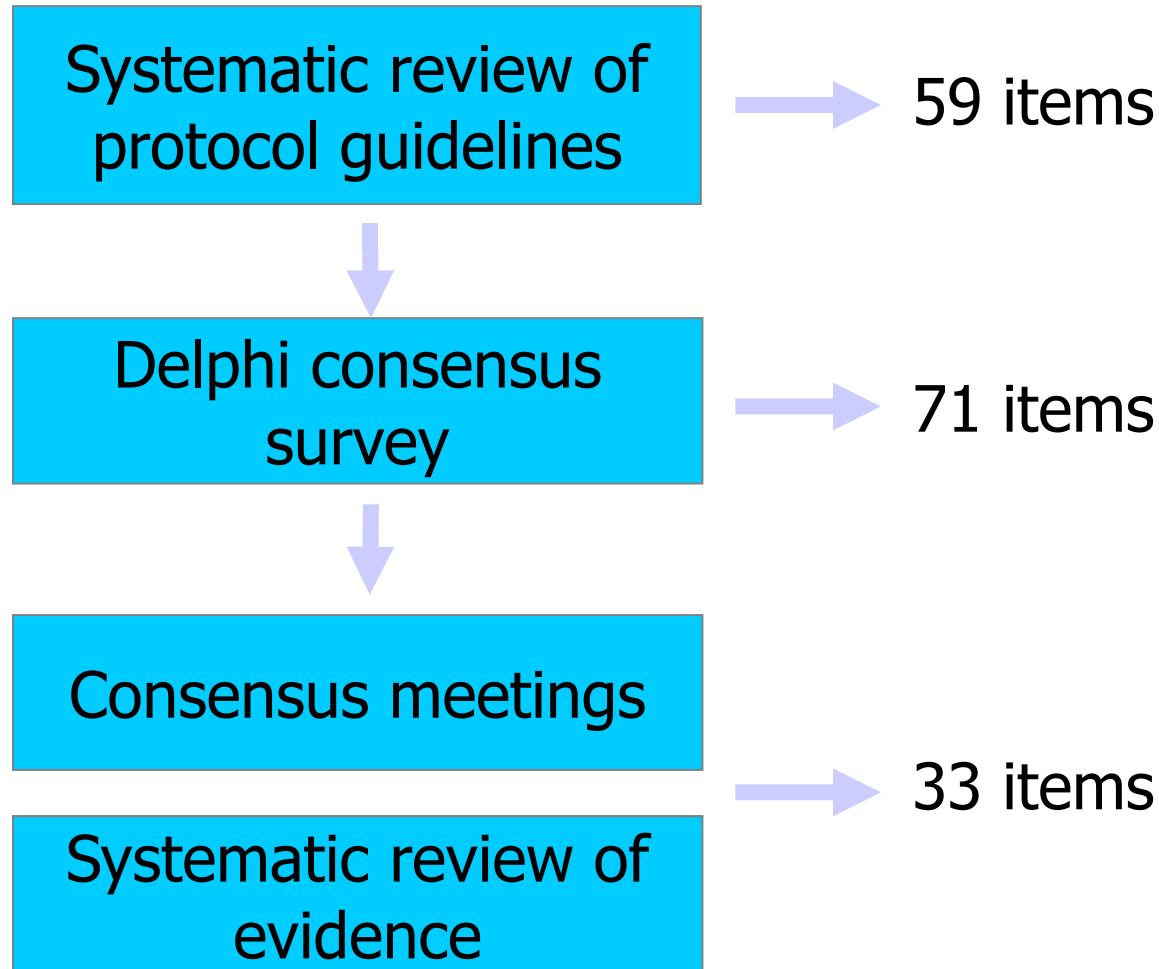 Systematic review of
protocol guidelines
59 items
Delphi consensus
survey
71 items
Consensus meetings
33 items
Systematic review of
evidence